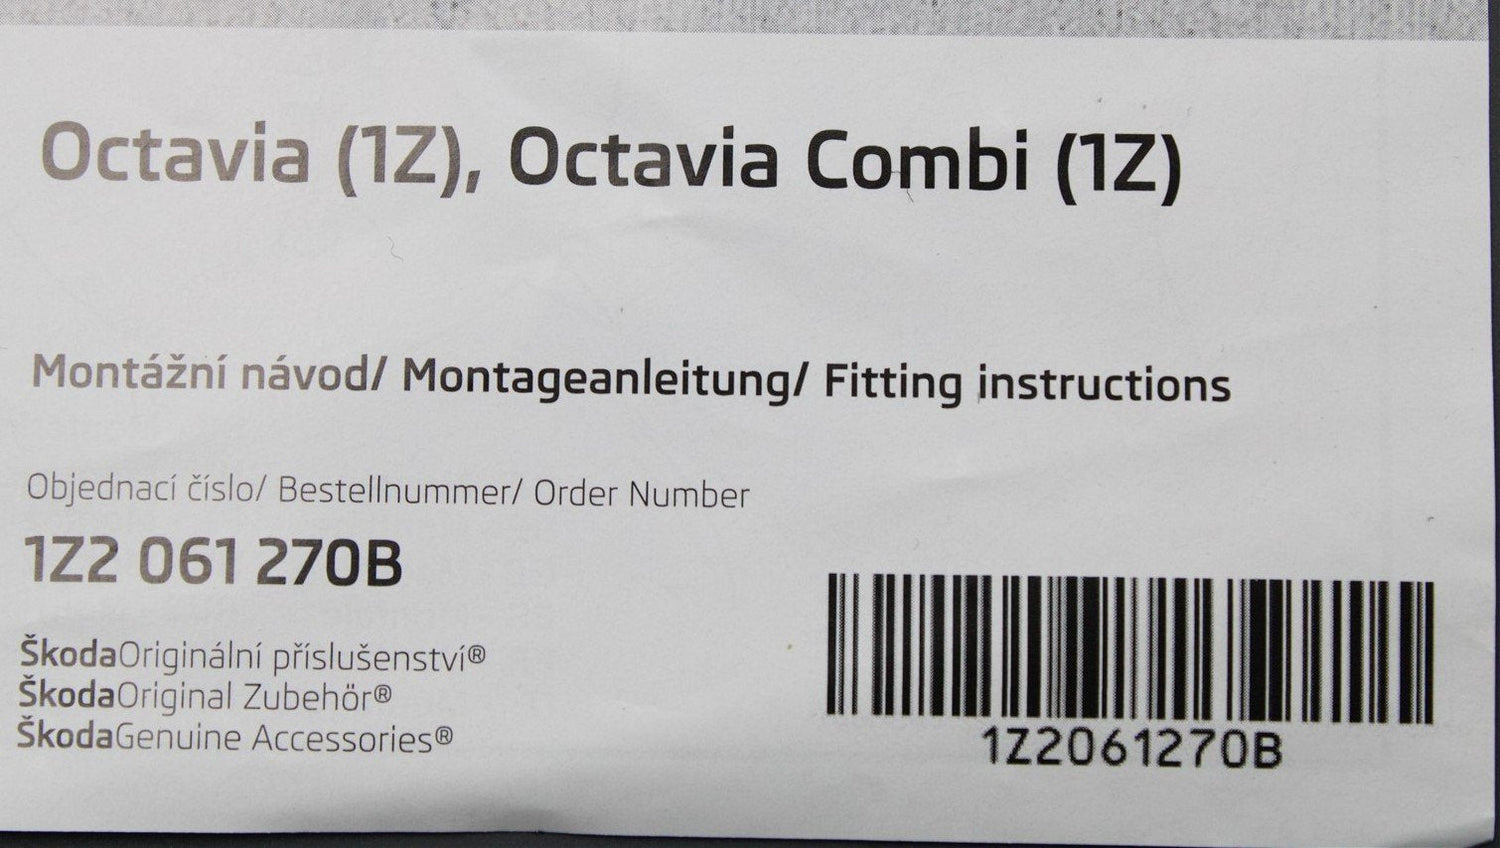 Octavia (1Z), Octavia Combi (1Z)
Montážní návod/ Montageanleitung/ Fitting instructions
Objednací číslo/ Bestellnummer/ Order Number
1Z2 061 270B
ŠkodaOriginální příslušenství®
ŠkodaOriginal Zubehör®
ŠkodaGenuine Accessories®
1Z2061270B